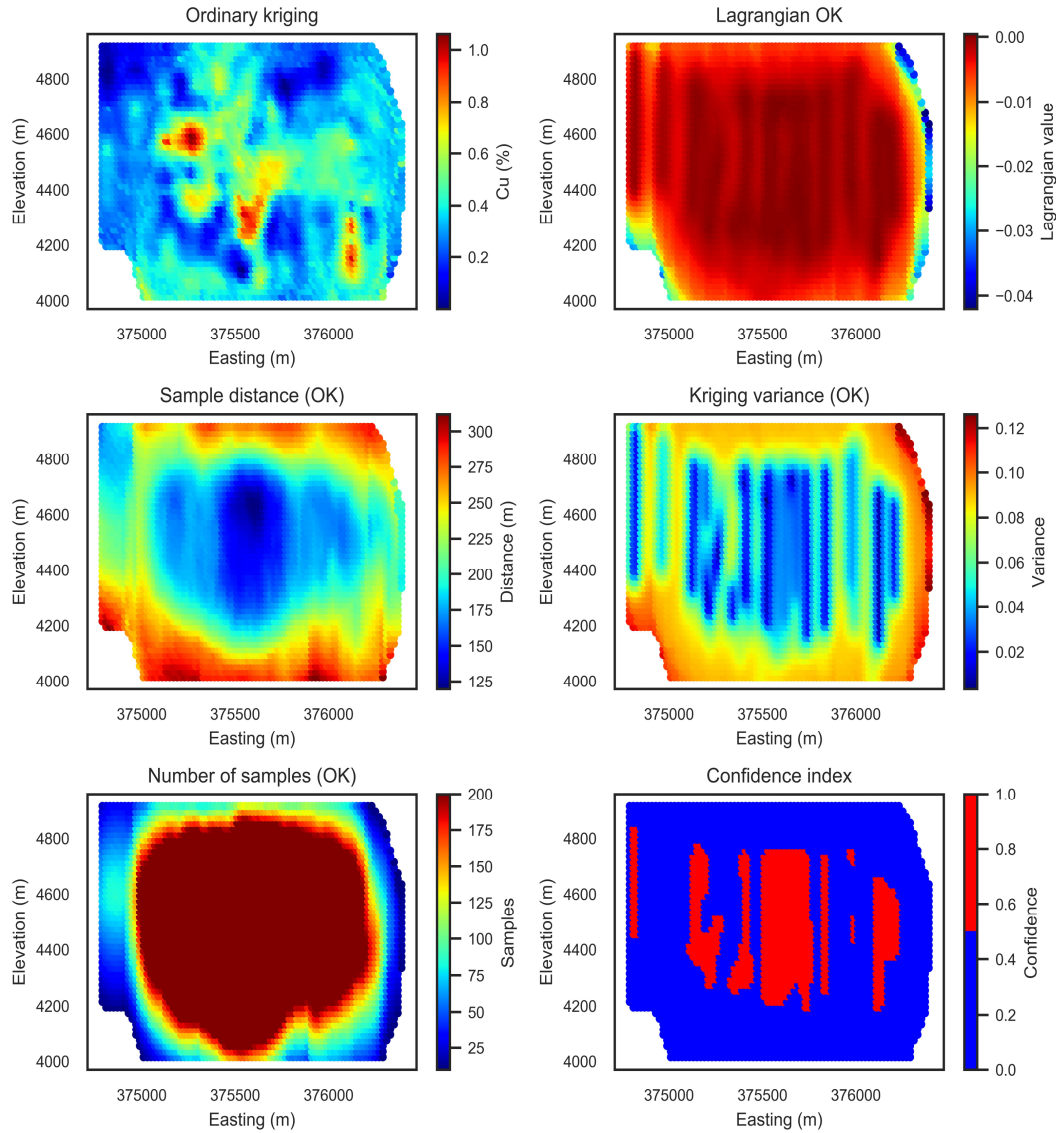 Ordinary kriging
Elevation (m)
4800
4600
4400
4200
4000
375000 375500 376000
Easting (m)
1.0
0.8
0.6
0.4
0.2
Cu (%)
Lagrangian OK
Elevation (m)
4800
4600
4400
4200
4000
375000 375500 376000
Easting (m)
0.00
−0.01
−0.02
−0.03
−0.04
Lagrangian value
Sample distance (OK)
Elevation (m)
4800
4600
4400
4200
4000
375000 375500 376000
Easting (m)
300
275
250
225
200
175
150
125
Distance (m)
Kriging variance (OK)
Elevation (m)
4800
4600
4400
4200
4000
375000 375500 376000
Easting (m)
0.12
0.10
0.08
0.06
0.04
0.02
Variance
Number of samples (OK)
Elevation (m)
4800
4600
4400
4200
4000
375000 375500 376000
Easting (m)
200
175
150
125
100
75
50
25
Samples
Confidence index
Elevation (m)
4800
4600
4400
4200
4000
375000 375500 376000
Easting (m)
1.0
0.8
0.6
0.4
0.2
0.0
Confidence